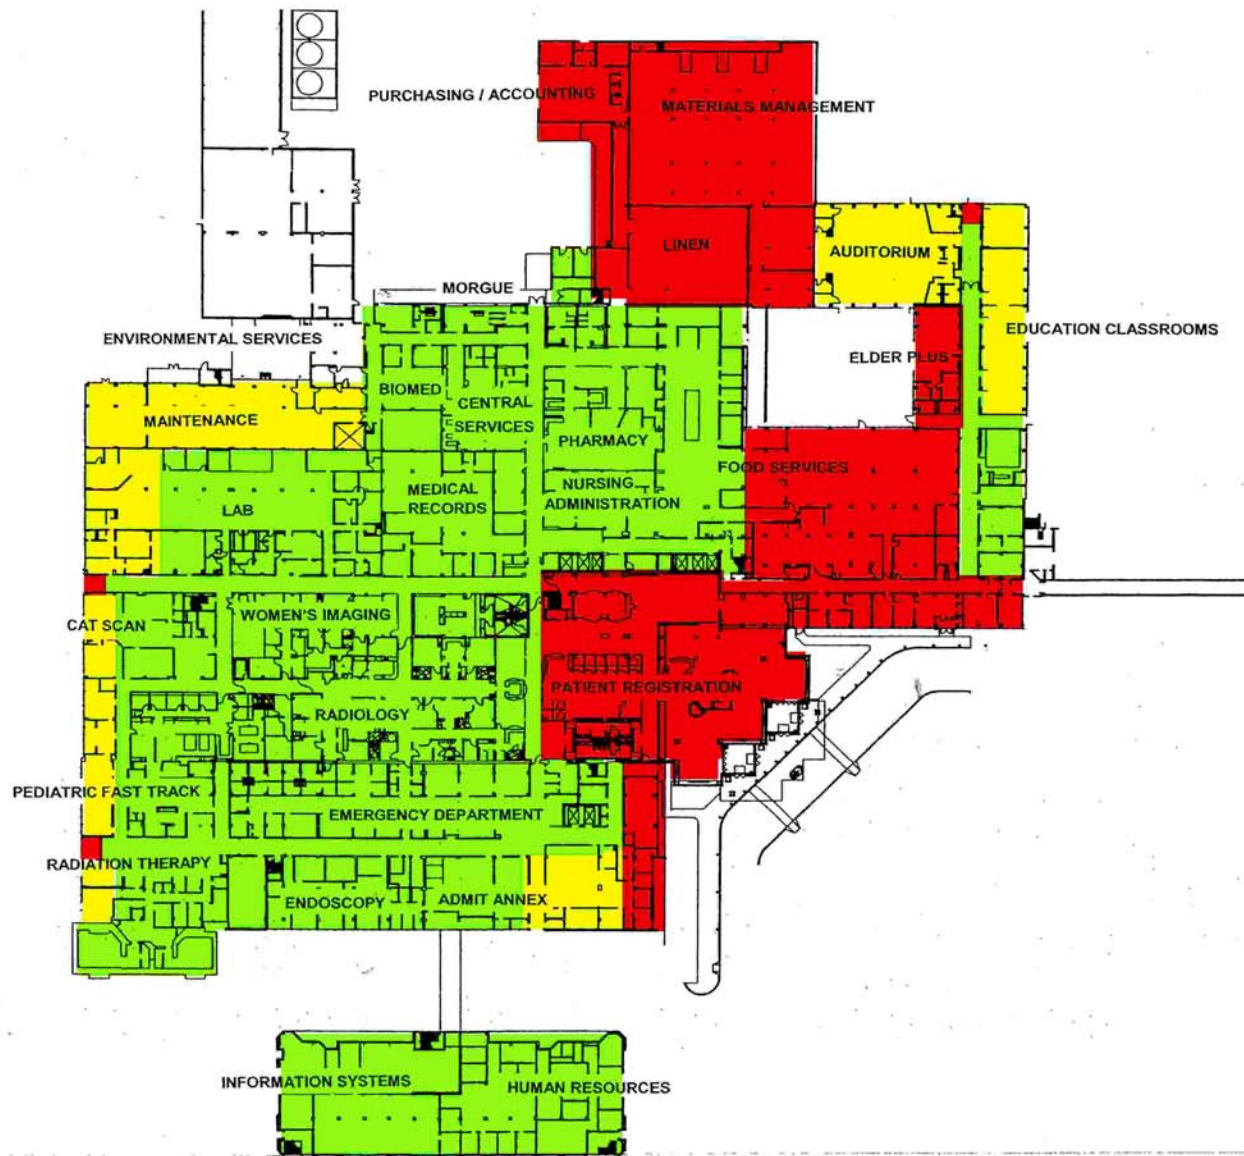 PURCHASING / ACCOUNTING
MATERIALS MANAGEMENT
LINEN
AUDITORIUM
MORGUE
EDUCATION CLASSROOMS
ENVIRONMENTAL SERVICES
ELDER PLUS
BIOMED
CENTRAL
SERVICES
MAINTENANCE
PHARMACY
FOOD SERVICES
MEDICAL
RECORDS
NURSING
ADMINISTRATION
LAB
WOMEN'S IMAGING
CAT SCAN
PATIENT REGISTRATION
RADIOLOGY
PEDIATRIC FAST TRACK
EMERGENCY DEPARTMENT
RADIATION THERAPY
ENDOSCOPY
ADMIT ANNEX
INFORMATION SYSTEMS
HUMAN RESOURCES